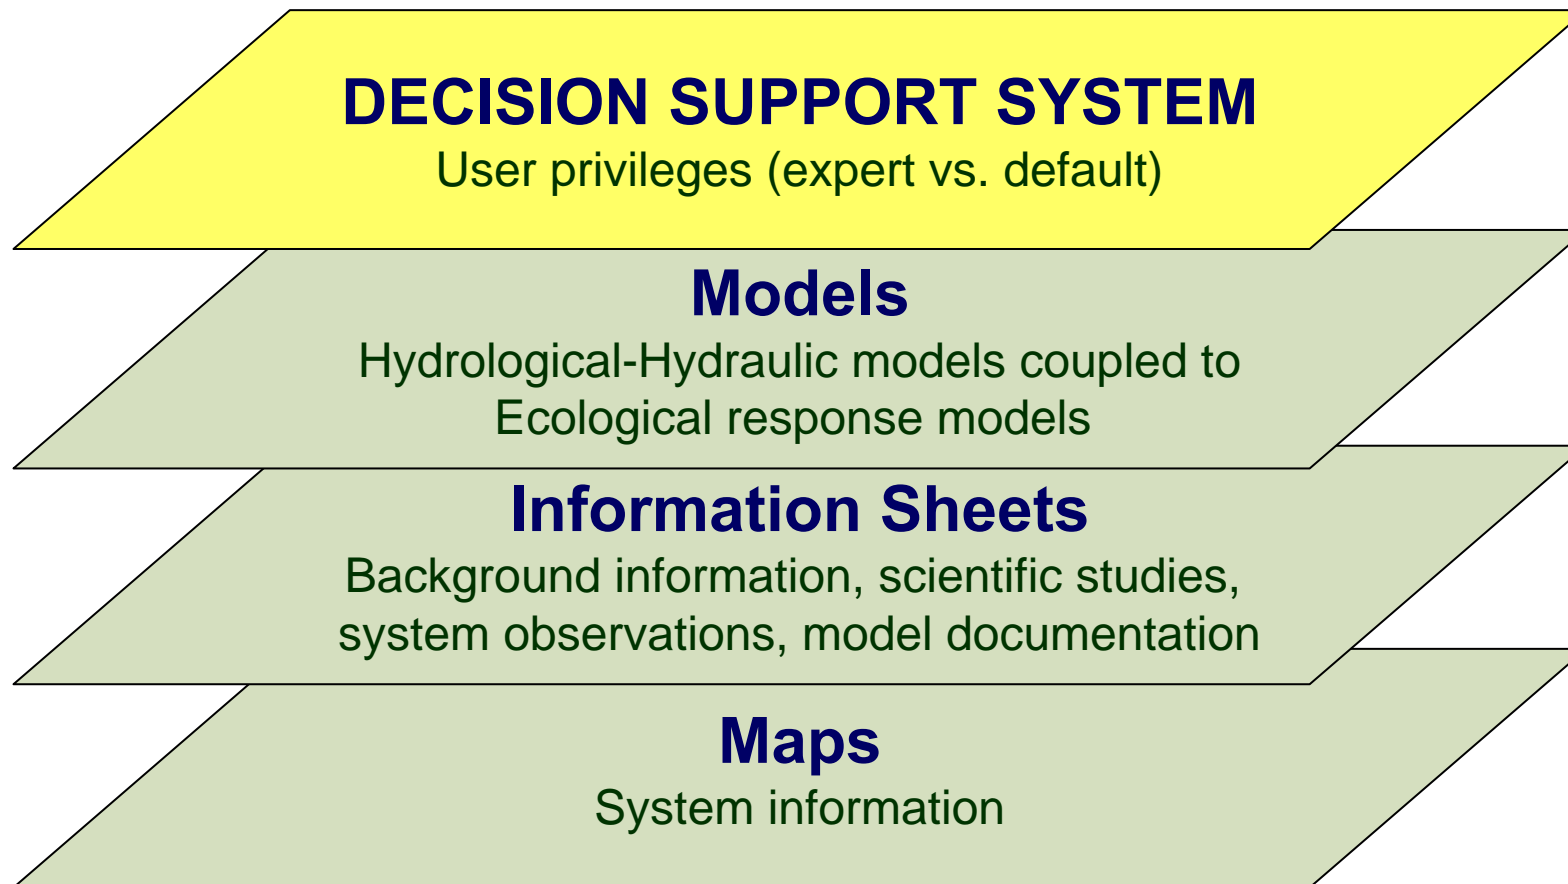 DECISION SUPPORT SYSTEM
User privileges (expert vs. default)
Models
Hydrological-Hydraulic models coupled to
Ecological response models
Information Sheets
Background information, scientific studies,
system observations, model documentation
Maps
System information